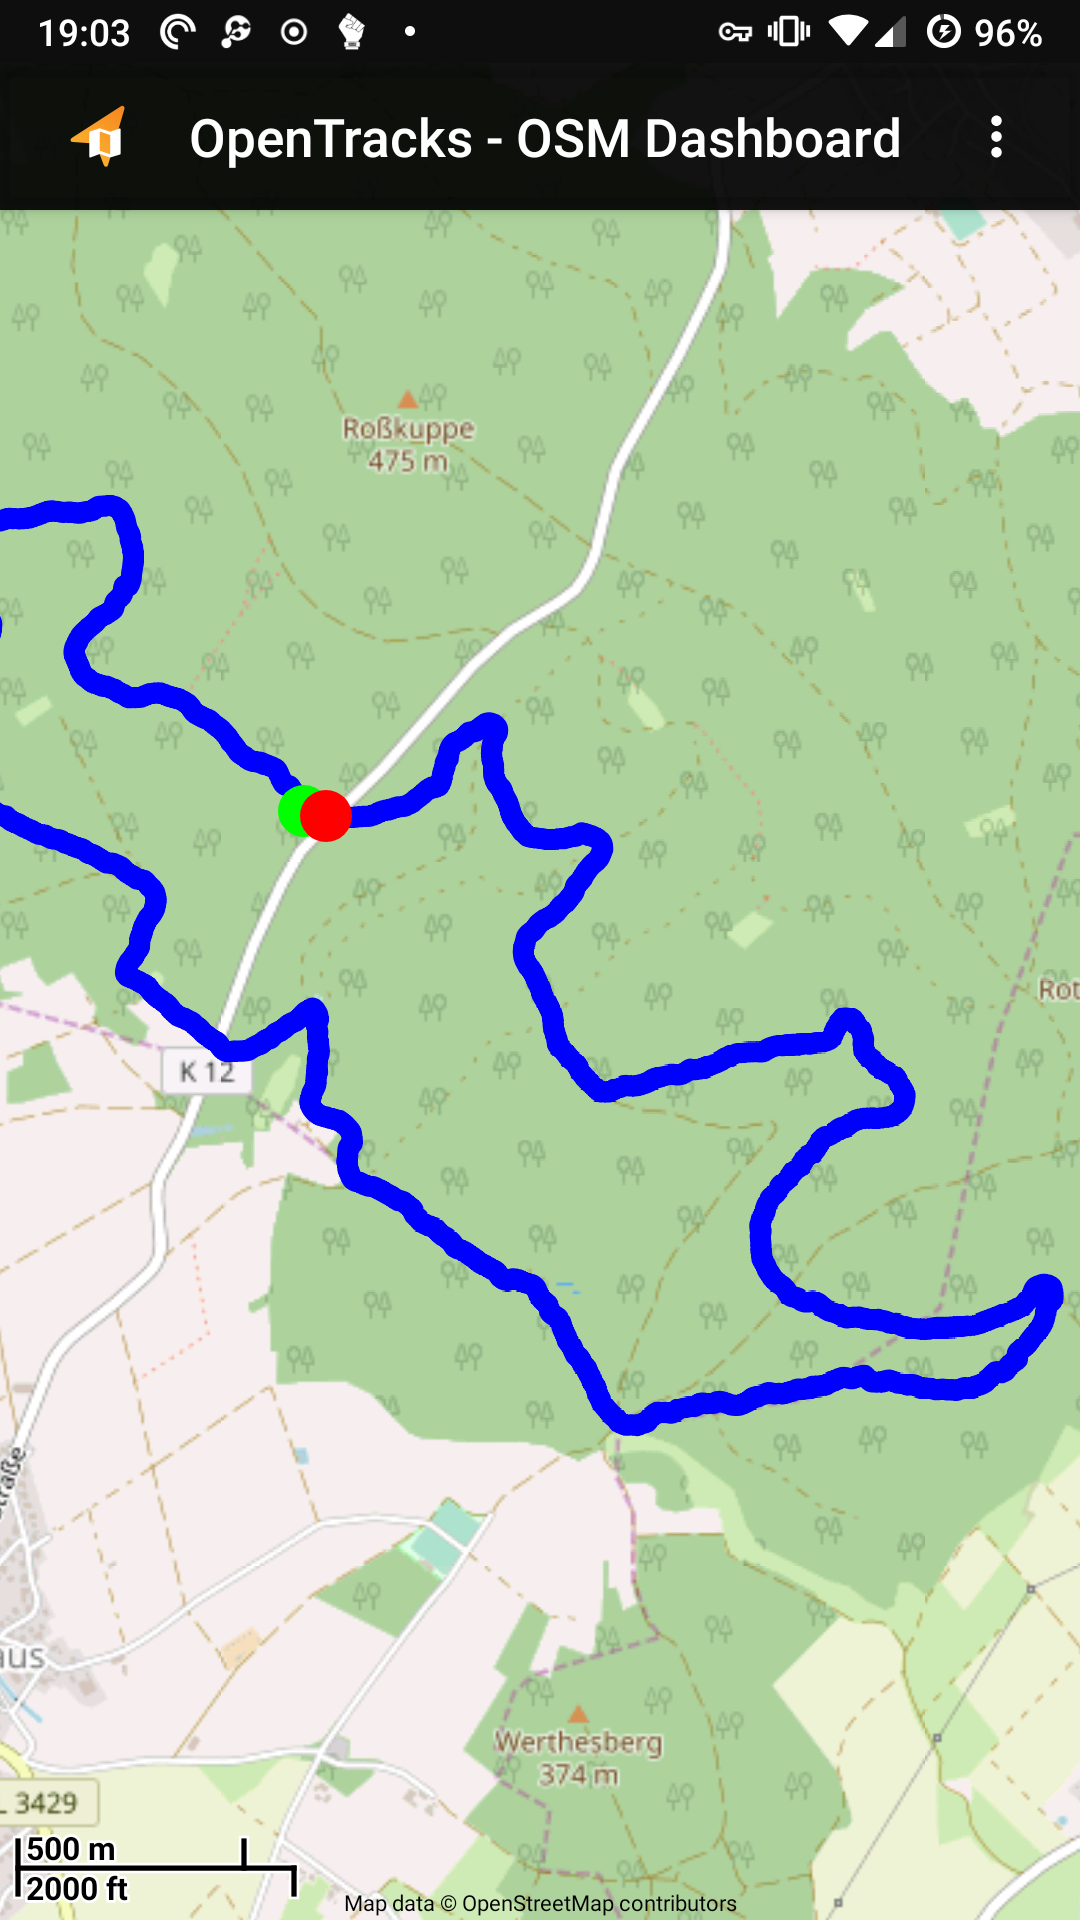 19:03
96%
OpenTracks - OSM Dashboard
Roßkuppe
475 m
Rot
K 12
traße
aus
Werthesberg
374 m
L 3429
500 m
2000 ft
Map data © OpenStreetMap contributors